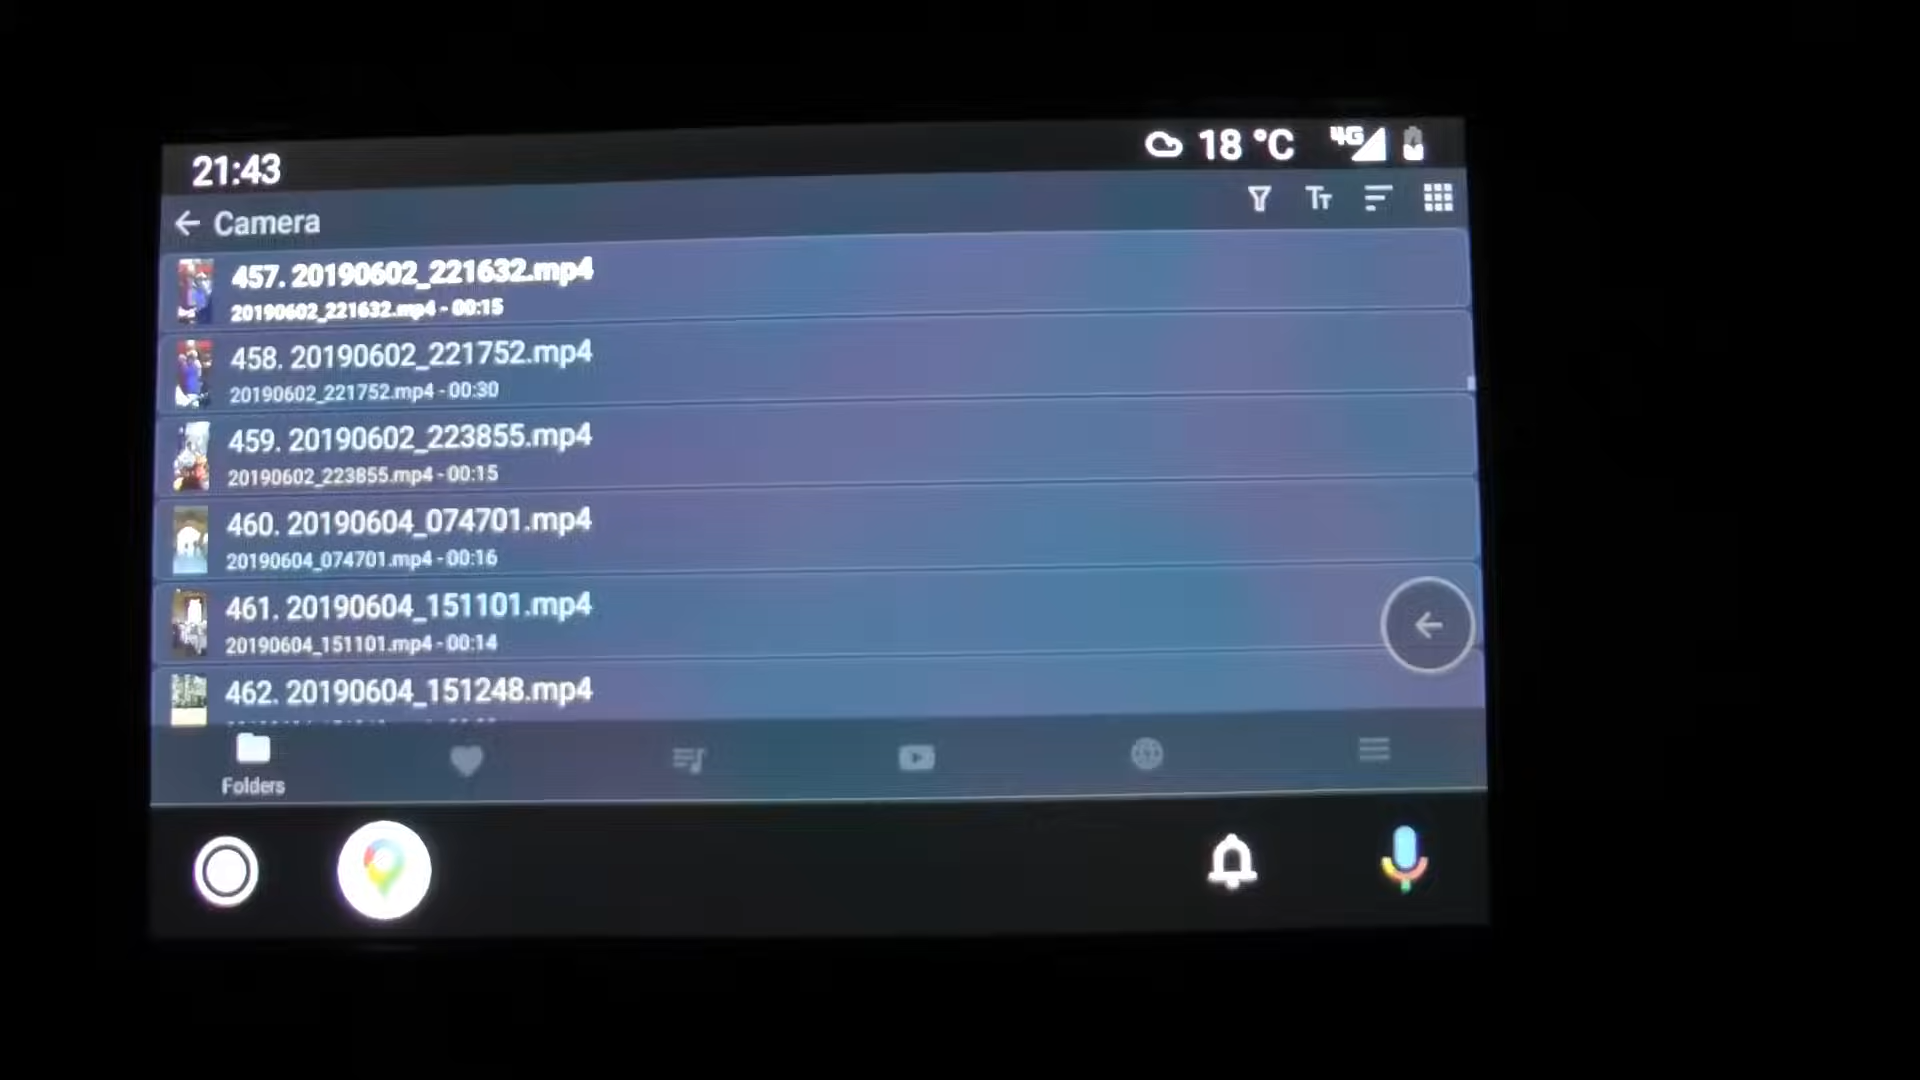 21:43
18 °C
4G
Camera
Tт
457. 20190602_221632.mp4
20190602_221632.mp4 - 00:15
458. 20190602_221752.mp4
20190602_221752.mp4 - 00:30
459. 20190602_223855.mp4
20190602_223855.mp4 - 00:15
460. 20190604_074701.mp4
20190604_074701.mp4 - 00:16
461. 20190604_151101.mp4
20190604_151101.mp4 - 00:14
462. 20190604_151248.mp4
Folders